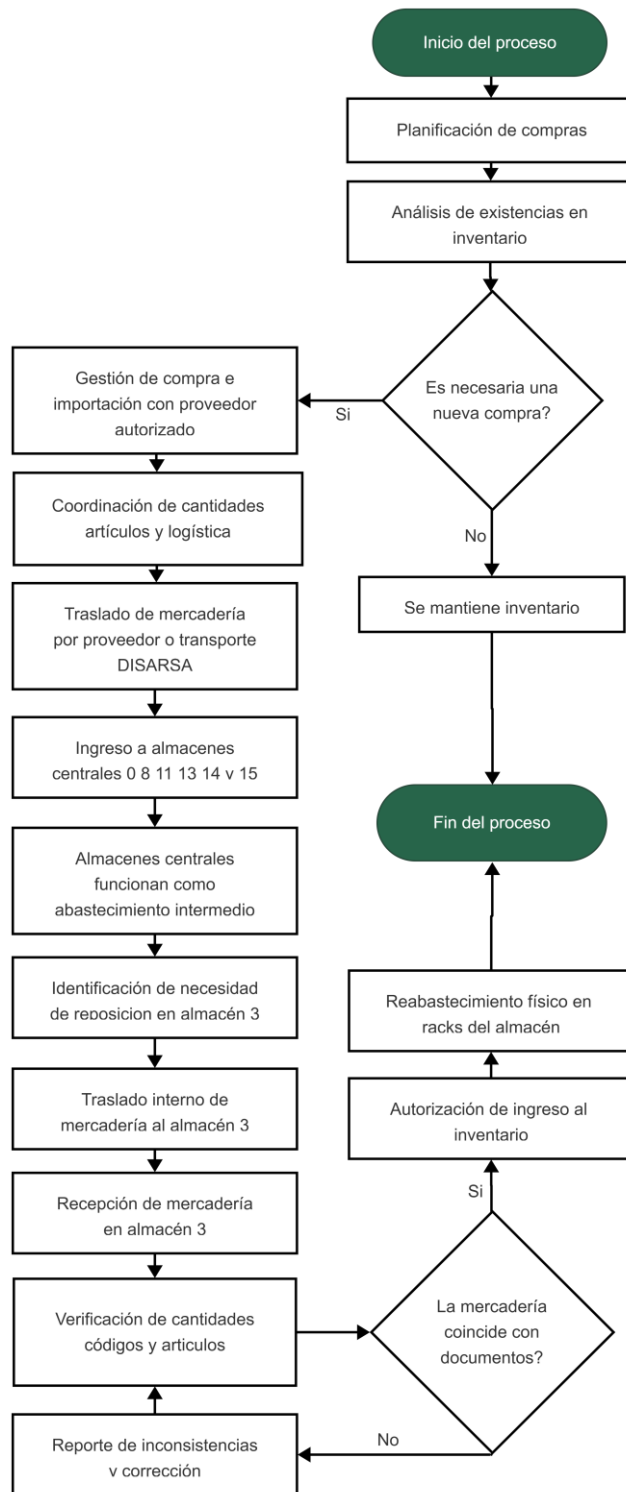 Inicio del proceso
Planificación de compras
Análisis de existencias en
inventario
Es necesaria una
nueva compra?
Si
No
Gestión de compra e
importación con proveedor
autorizado
Coordinación de cantidades
artículos y logística
Traslado de mercadería
por proveedor o transporte
DISARSA
Ingreso a almacenes
centrales 0 8 11 13 14 y 15
Almacenes centrales
funcionan como
abastecimiento intermedio
Identificación de necesidad
de reposicion en almacén 3
Traslado interno de
mercadería al almacén 3
Recepción de mercadería
en almacén 3
Verificación de cantidades
códigos y articulos
La mercadería
coincide con
documentos?
No
Reporte de inconsistencias
y corrección
Si
Autorización de ingreso al
inventario
Reabastecimiento físico en
racks del almacén
Se mantiene inventario
Fin del proceso